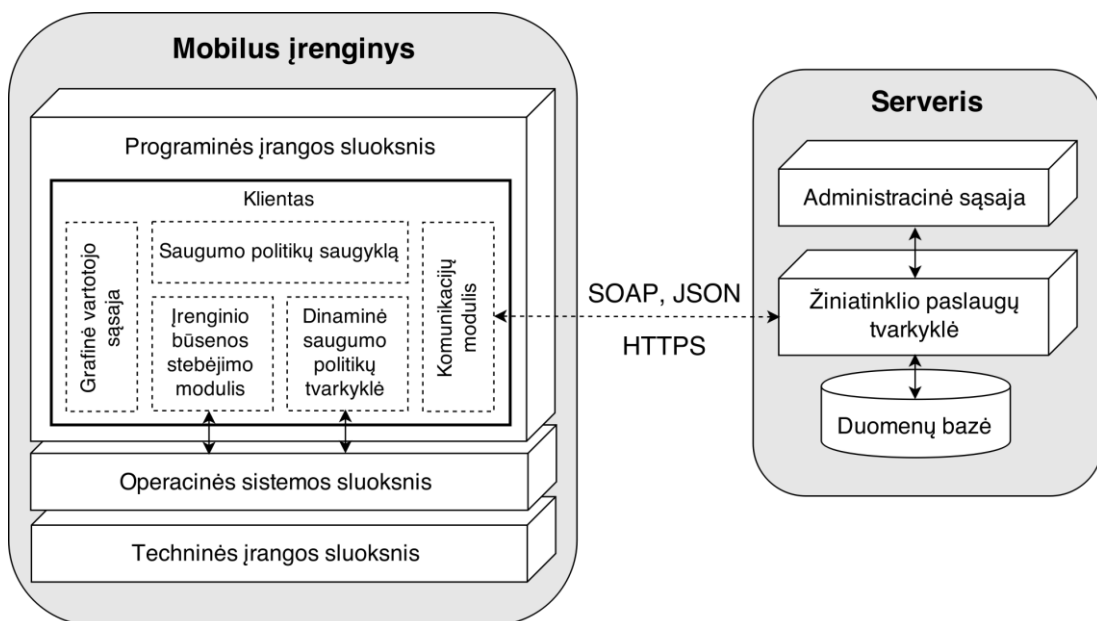 Mobilus įrenginys
Programinės įrangos sluoksnis
Klientas
Grafinė vartotojo
sąsaja
Saugumo politikų saugyklą
Įrenginio
būsenos
stebėjimo
modulis
Dinaminė
saugumo
politikų
tvarkyklė
Komunikacijų
modulis
Operacinės sistemos sluoksnis
Techninės įrangos sluoksnis
SOAP, JSON
HTTPS
Serveris
Administracinė sąsaja
Žiniatinklio paslaugų
tvarkyklė
Duomenų bazė